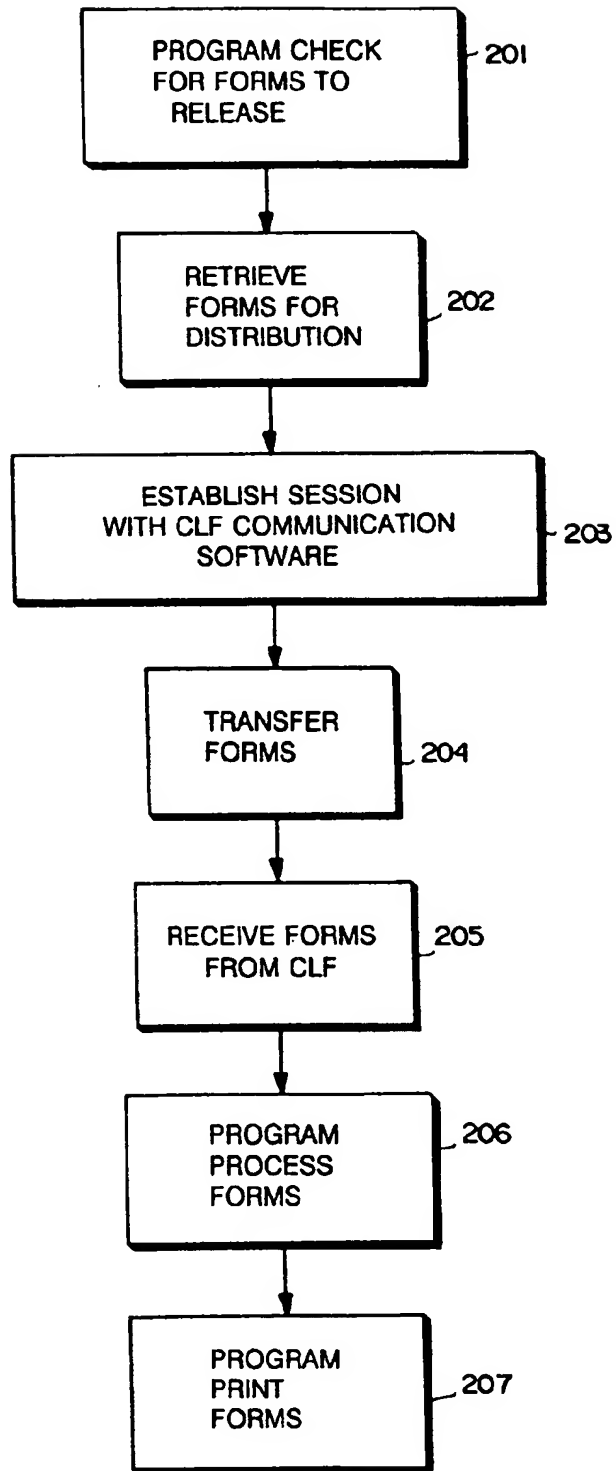 PROGRAM CHECK
FOR FORMS TO
RELEASE
201
RETRIEVE
FORMS FOR
DISTRIBUTION
202
ESTABLISH SESSION
WITH CLF COMMUNICATION
SOFTWARE
203
TRANSFER
FORMS
204
RECEIVE FORMS
FROM CLF
205
PROGRAM
PROCESS
FORMS
206
PROGRAM
PRINT
FORMS
207